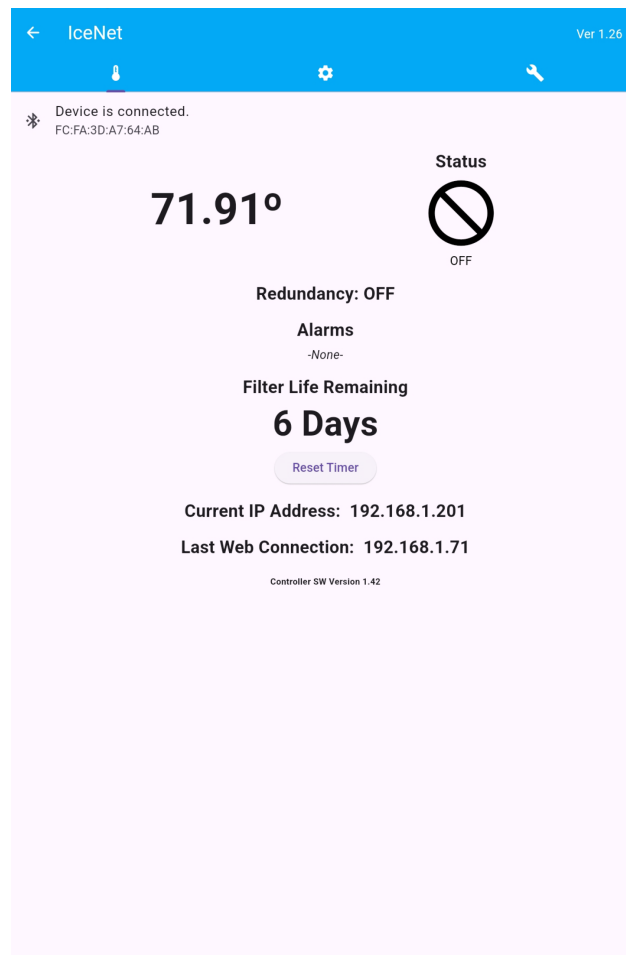 IceNet
Ver 1.26
Device is connected.
FC:FA:3D:A7:64:AB
Status
71.91º
OFF
Redundancy: OFF
Alarms
-None-
Filter Life Remaining
6 Days
Reset Timer
Current IP Address: 192.168.1.201
Last Web Connection: 192.168.1.71
Controller SW Version 1.42